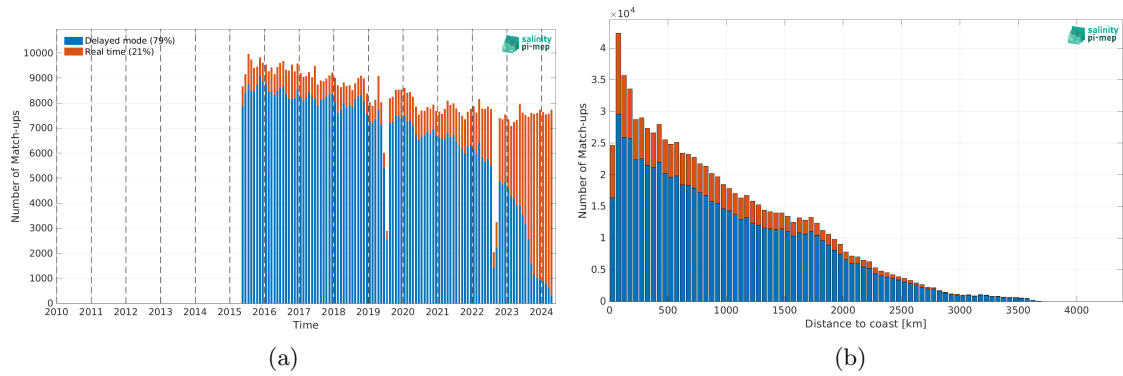 Delayed mode (79%)
Real time (21%)
salinity
pi-mep
Number of Match-ups
10000
9000
8000
7000
6000
5000
4000
3000
2000
1000
0
2010 2011 2012 2013 2014 2015 2016 2017 2018 2019 2020 2021 2022 2023 2024
Time
(a)
×10⁴
salinity
pi-mep
Number of Match-ups
4
3.5
3
2.5
2
1.5
1
0.5
0
0 500 1000 1500 2000 2500 3000 3500 4000
Distance to coast [km]
(b)